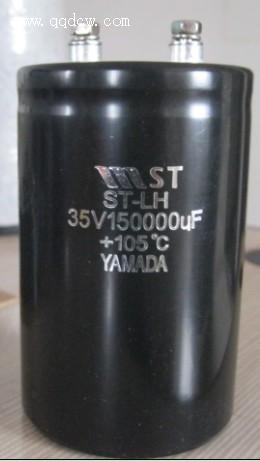 www.qqdcw.com
ST
ST-LH
35V150000uF
+105℃
YAMADA